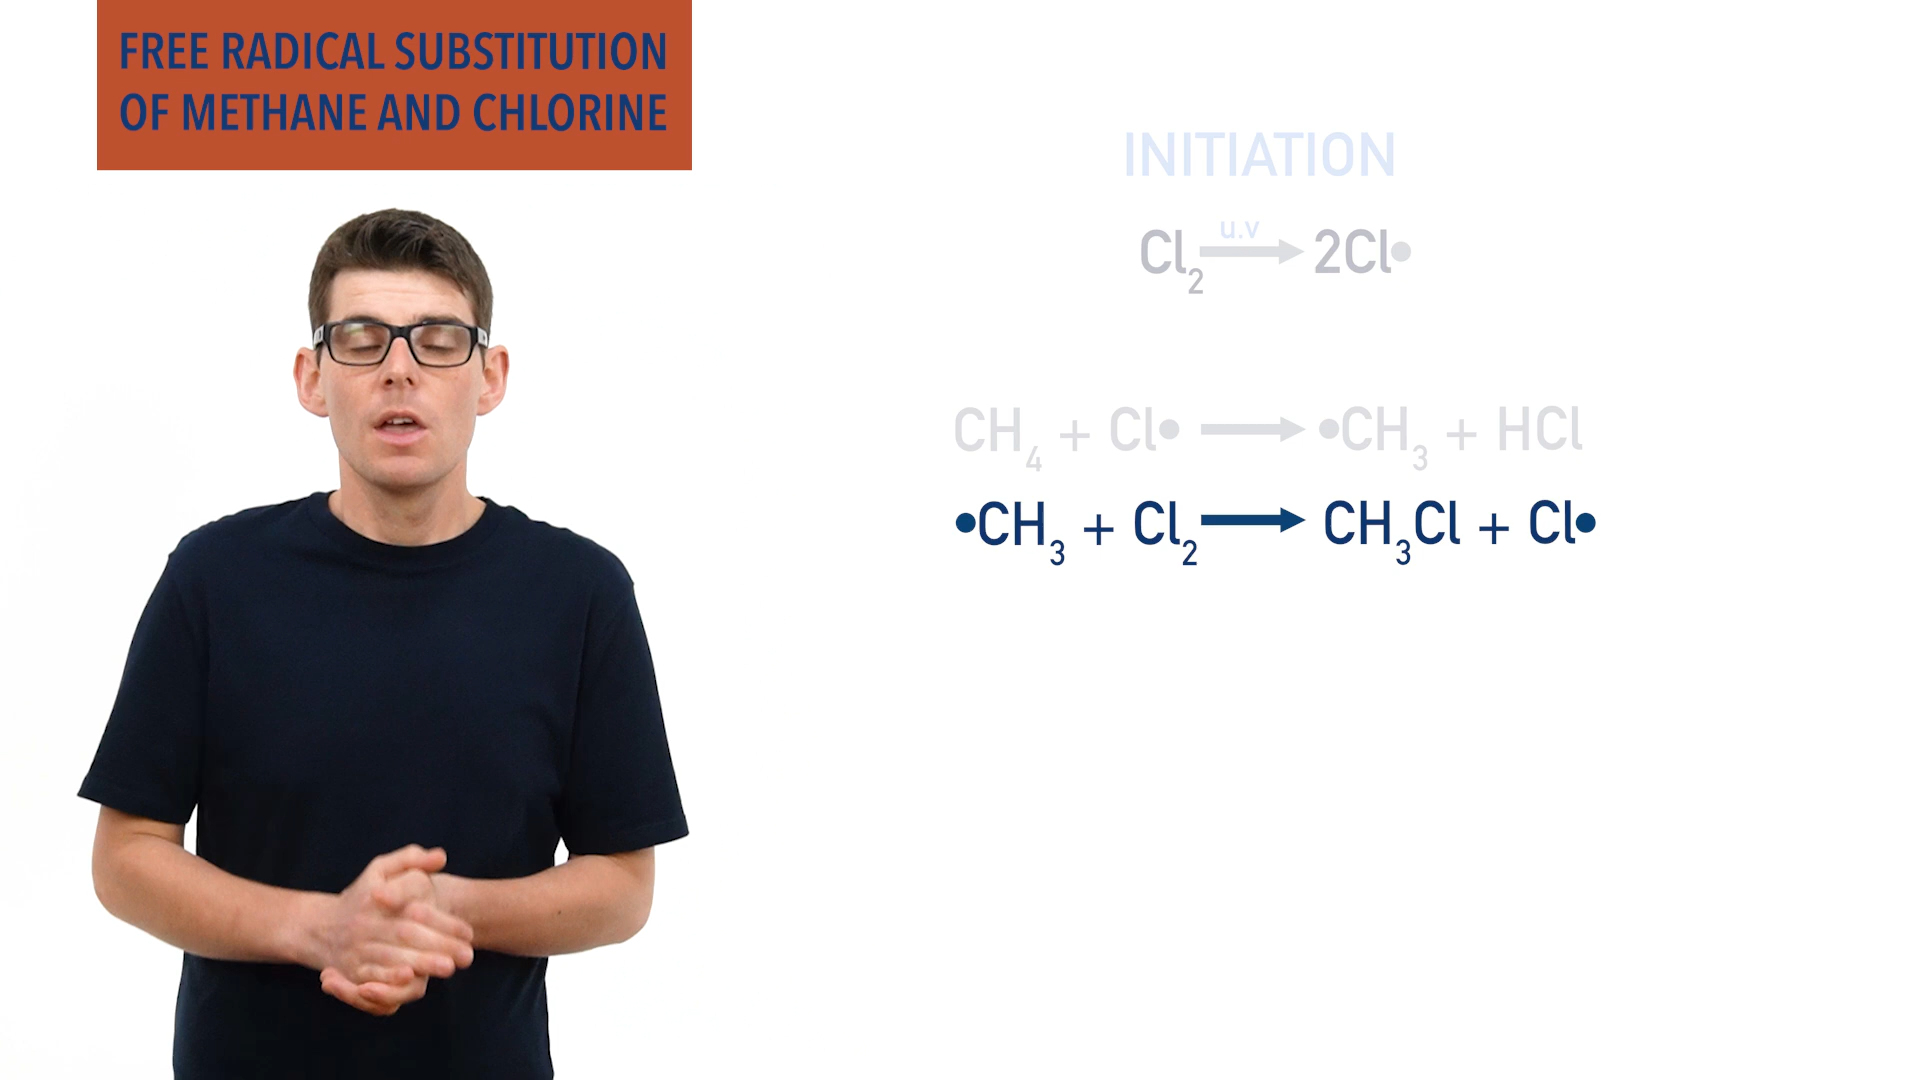 FREE RADICAL SUBSTITUTION
OF METHANE AND CHLORINE
INITIATION
u.v
Cl₂ → 2Cl•
CH₄ + Cl• → •CH₃ + HCl
•CH₃ + Cl₂ → CH₃Cl + Cl•